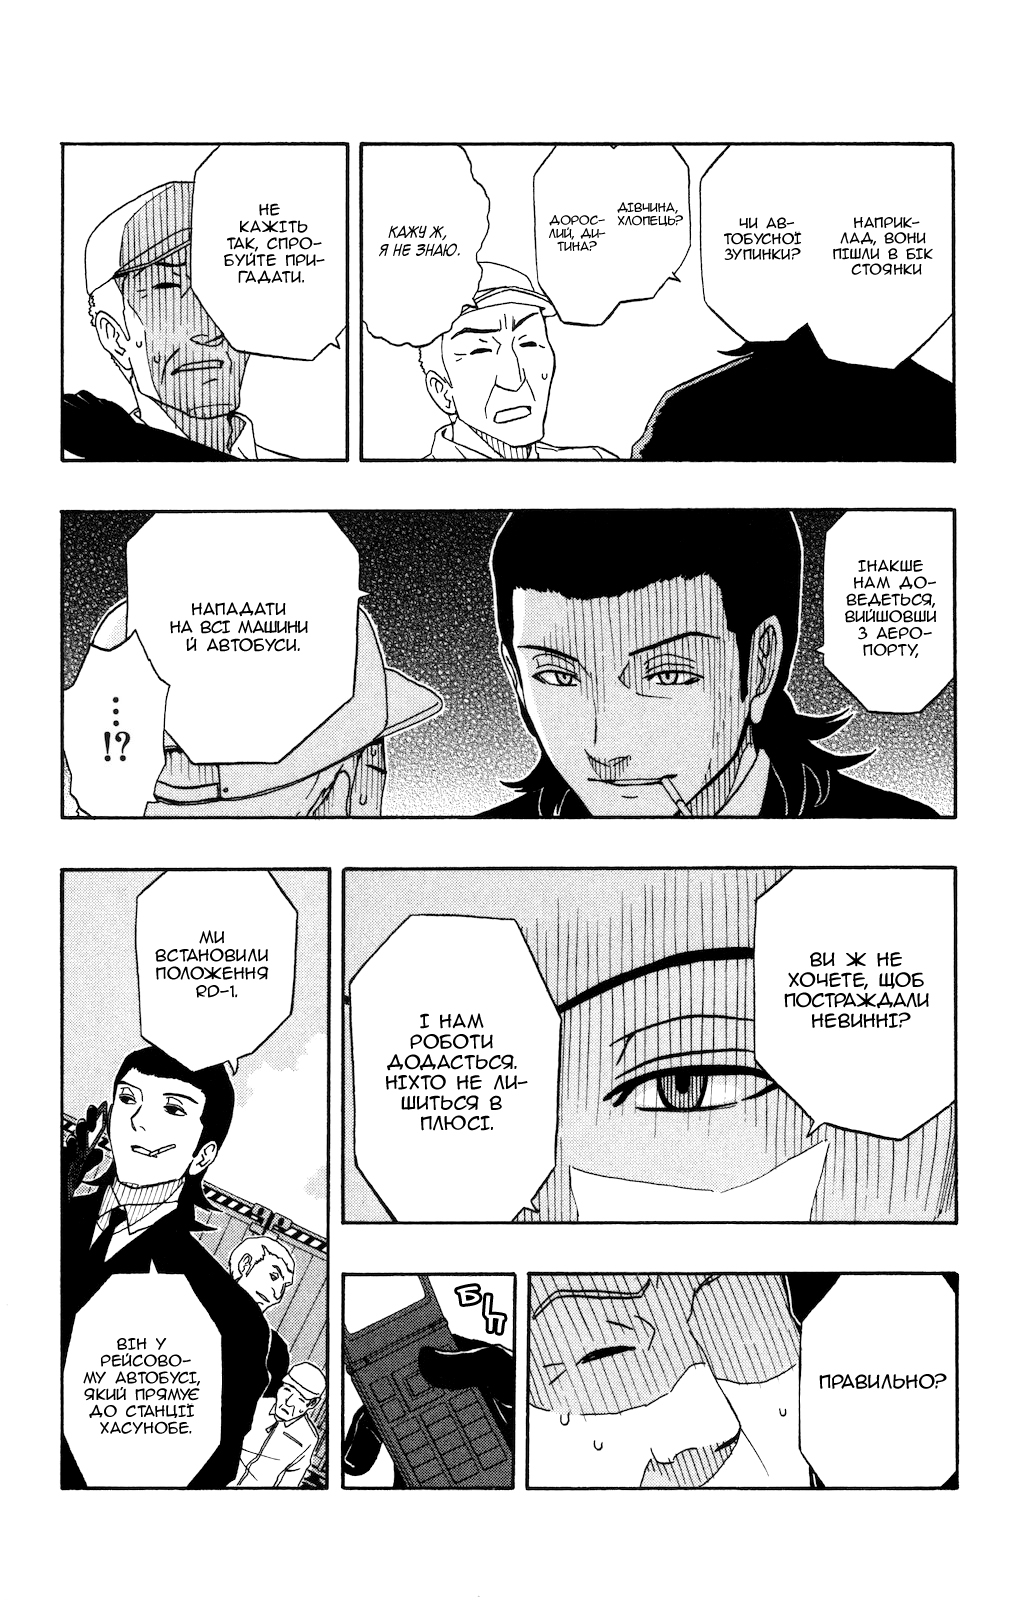 НАПРИК-
ЛАД, ВОНИ
ПІШЛИ В БІК
СТОЯНКИ
ЧИ АВ-
ТОБУСНОЇ
ЗУПИНКИ?
ДІВЧИНА,
ХЛОПЕЦЬ?
ДОРОС-
ЛИЙ, ДИ-
ТИНА?
КАЖУ Ж,
Я НЕ ЗНАЮ.
НЕ
КАЖІТЬ
ТАК, СПРО-
БУЙТЕ ПРИ-
ГАДАТИ.
ІНАКШЕ
НАМ ДО-
ВЕДЕТЬСЯ,
ВИЙШОВШИ
З АЕРО-
ПОРТУ,
НАПАДАТИ
НА ВСІ МАШИНИ
Й АВТОБУСИ.
...
!?
ВИ Ж НЕ
ХОЧЕТЕ, ЩОБ
ПОСТРАЖДАЛИ
НЕВИННІ?
І НАМ
РОБОТИ
ДОДАСТЬСЯ.
НІХТО НЕ ЛИ-
ШИТЬСЯ В
ПЛЮСІ.
ПРАВИЛЬНО?
БІП
МИ
ВСТАНОВИЛИ
ПОЛОЖЕННЯ
RD-1.
ВІН У
РЕЙСОВО-
МУ АВТОБУСІ,
ЯКИЙ ПРЯМУЄ
ДО СТАНЦІЇ
ХАСУНОБЕ.